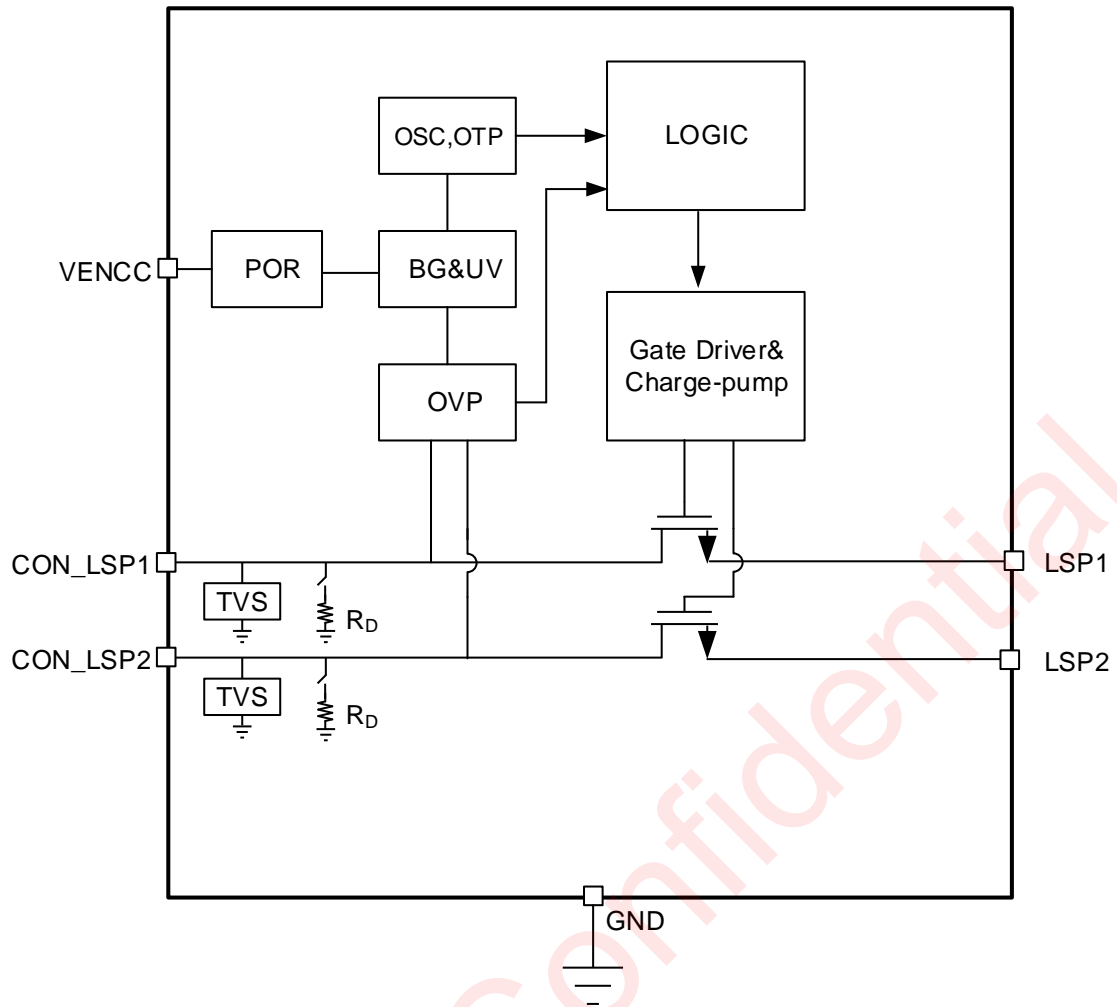 OSC,OTP
LOGIC
VENCC
POR
BG&UV
OVP
Gate Driver&
Charge-pump
CON_LSP1
LSP1
TVS
RD
CON_LSP2
LSP2
TVS
RD
GND
Confidential